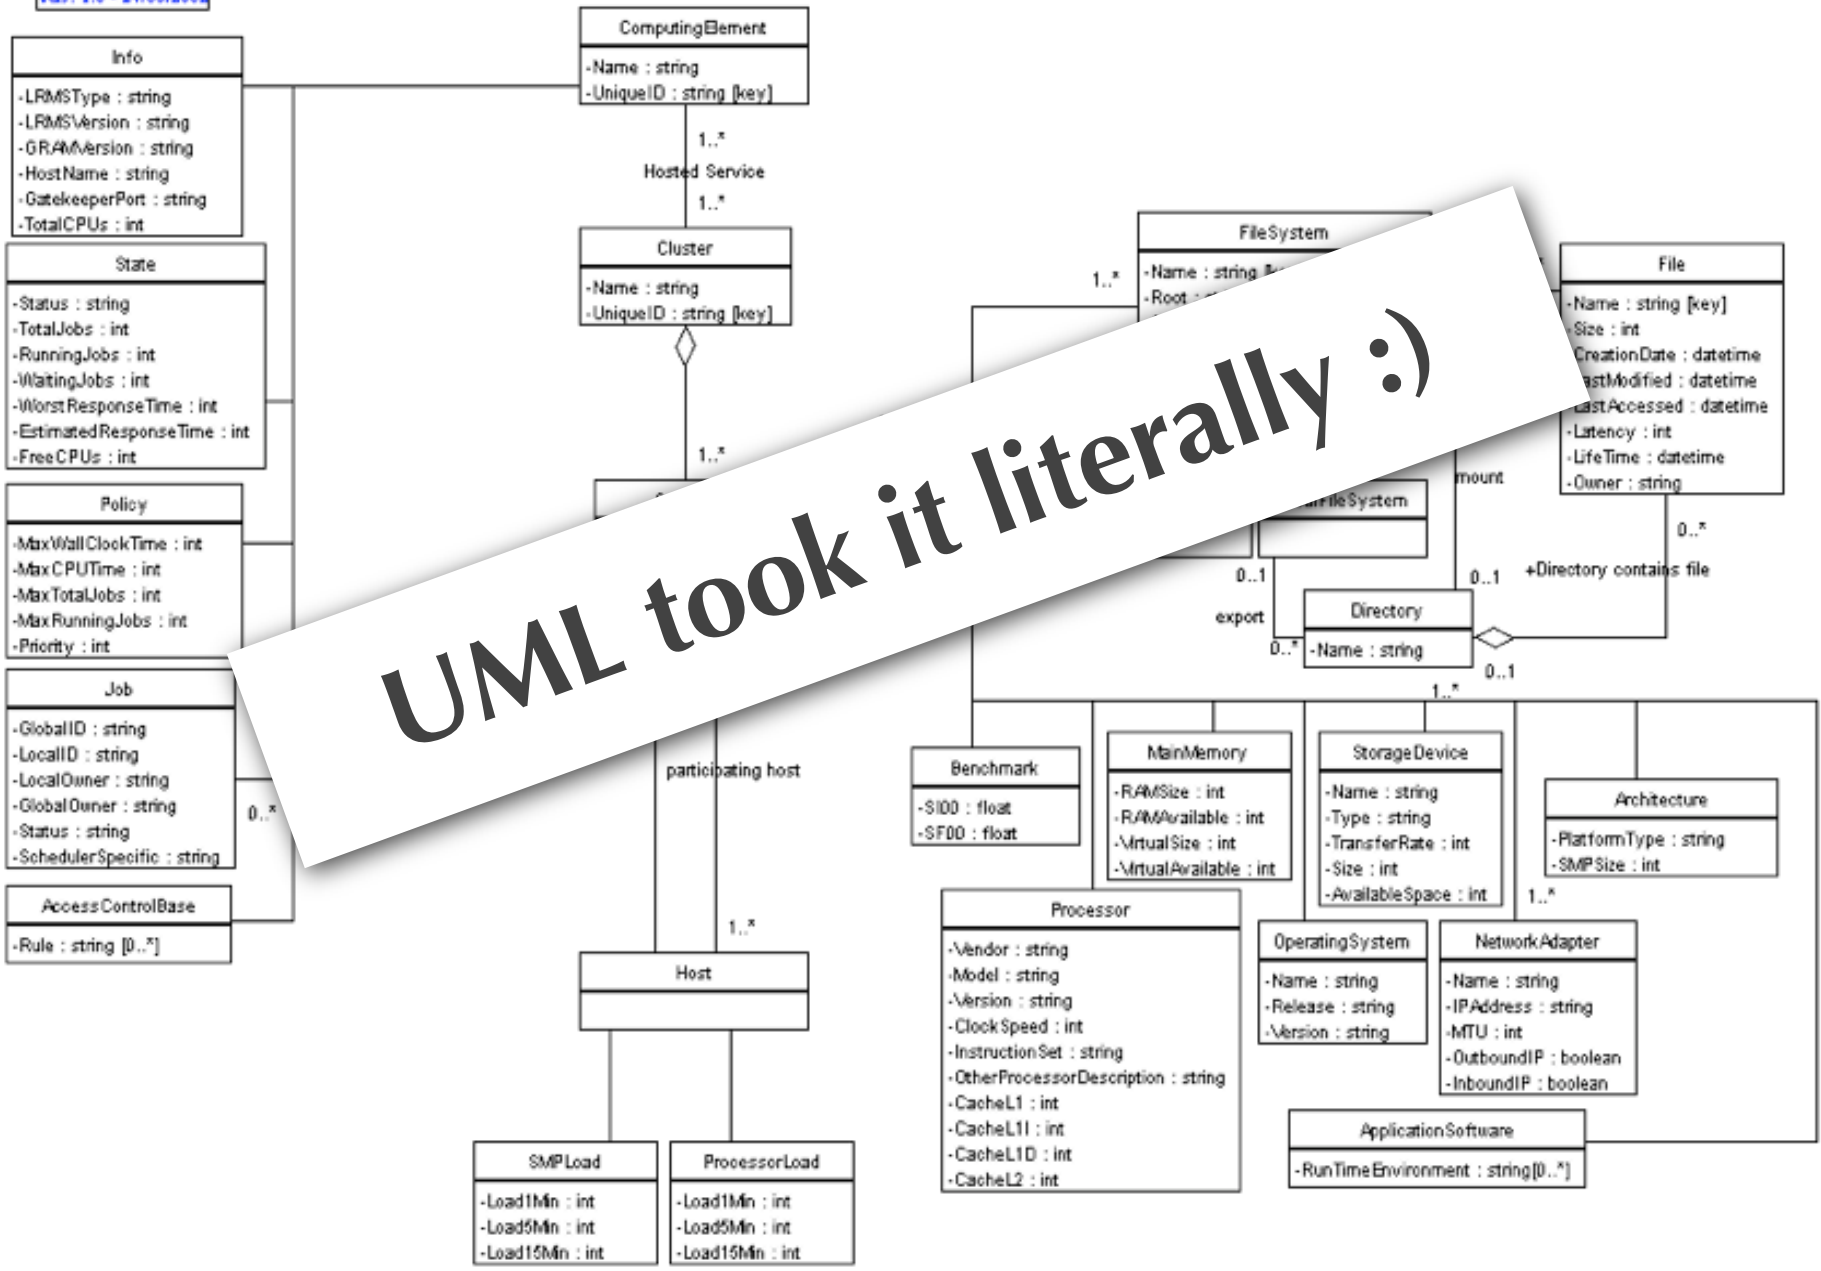 ComputingElement
-Name : string
-UniqueID : string [key]
Info
-LRMSType : string
-LRMSVersion : string
-GRAMVersion : string
-HostName : string
-GatekeeperPort : string
-TotalCPUs : int
1..*
Hosted Service
1..*
Cluster
-Name : string
-UniqueID : string [key]
1..*
State
-Status : string
-TotalJobs : int
-RunningJobs : int
-WaitingJobs : int
-WorstResponseTime : int
-EstimatedResponseTime : int
-FreeCPUs : int
Policy
-MaxWallClockTime : int
-MaxCPUTime : int
-MaxTotalJobs : int
-MaxRunningJobs : int
-Priority : int
Job
-GlobalID : string
-LocalID : string
-LocalOwner : string
-GlobalOwner : string
-Status : string
-SchedulerSpecific : string
0..*
AccessControlBase
-Rule : string [0..*]
UML took it literally :)
FileSystem
1..*
-Name : string
-Root :
File
-Name : string [key]
-Size : int
CreationDate : datetime
: datetime
LastAccessed : datetime
-Latency : int
-LifeTime : datetime
-Owner : string
mount
0..*
0..1
0..1
+Directory contains file
export
Directory
0..*
-Name : string
0..1
1..*
participating host
1..*
Host
SMPLoad
-Load1Min : int
-Load5Min : int
-Load15Min : int
ProcessorLoad
-Load1Min : int
-Load5Min : int
-Load15Min : int
Benchmark
-SI00 : float
-SF00 : float
MainMemory
-RAMSize : int
-RAMAvailable : int
-VirtualSize : int
-VirtualAvailable : int
StorageDevice
-Name : string
-Type : string
-TransferRate : int
-Size : int
-AvailableSpace : int
Architecture
-PlatformType : string
-SMPSize : int
1..*
Processor
-Vendor : string
-Model : string
-Version : string
-ClockSpeed : int
-InstructionSet : string
-OtherProcessorDescription : string
-CacheL1 : int
-CacheL1I : int
-CacheL1D : int
-CacheL2 : int
OperatingSystem
-Name : string
-Release : string
-Version : string
NetworkAdapter
-Name : string
-IPAddress : string
-MTU : int
-OutboundIP : boolean
-InboundIP : boolean
ApplicationSoftware
-RunTimeEnvironment : string[0..*]